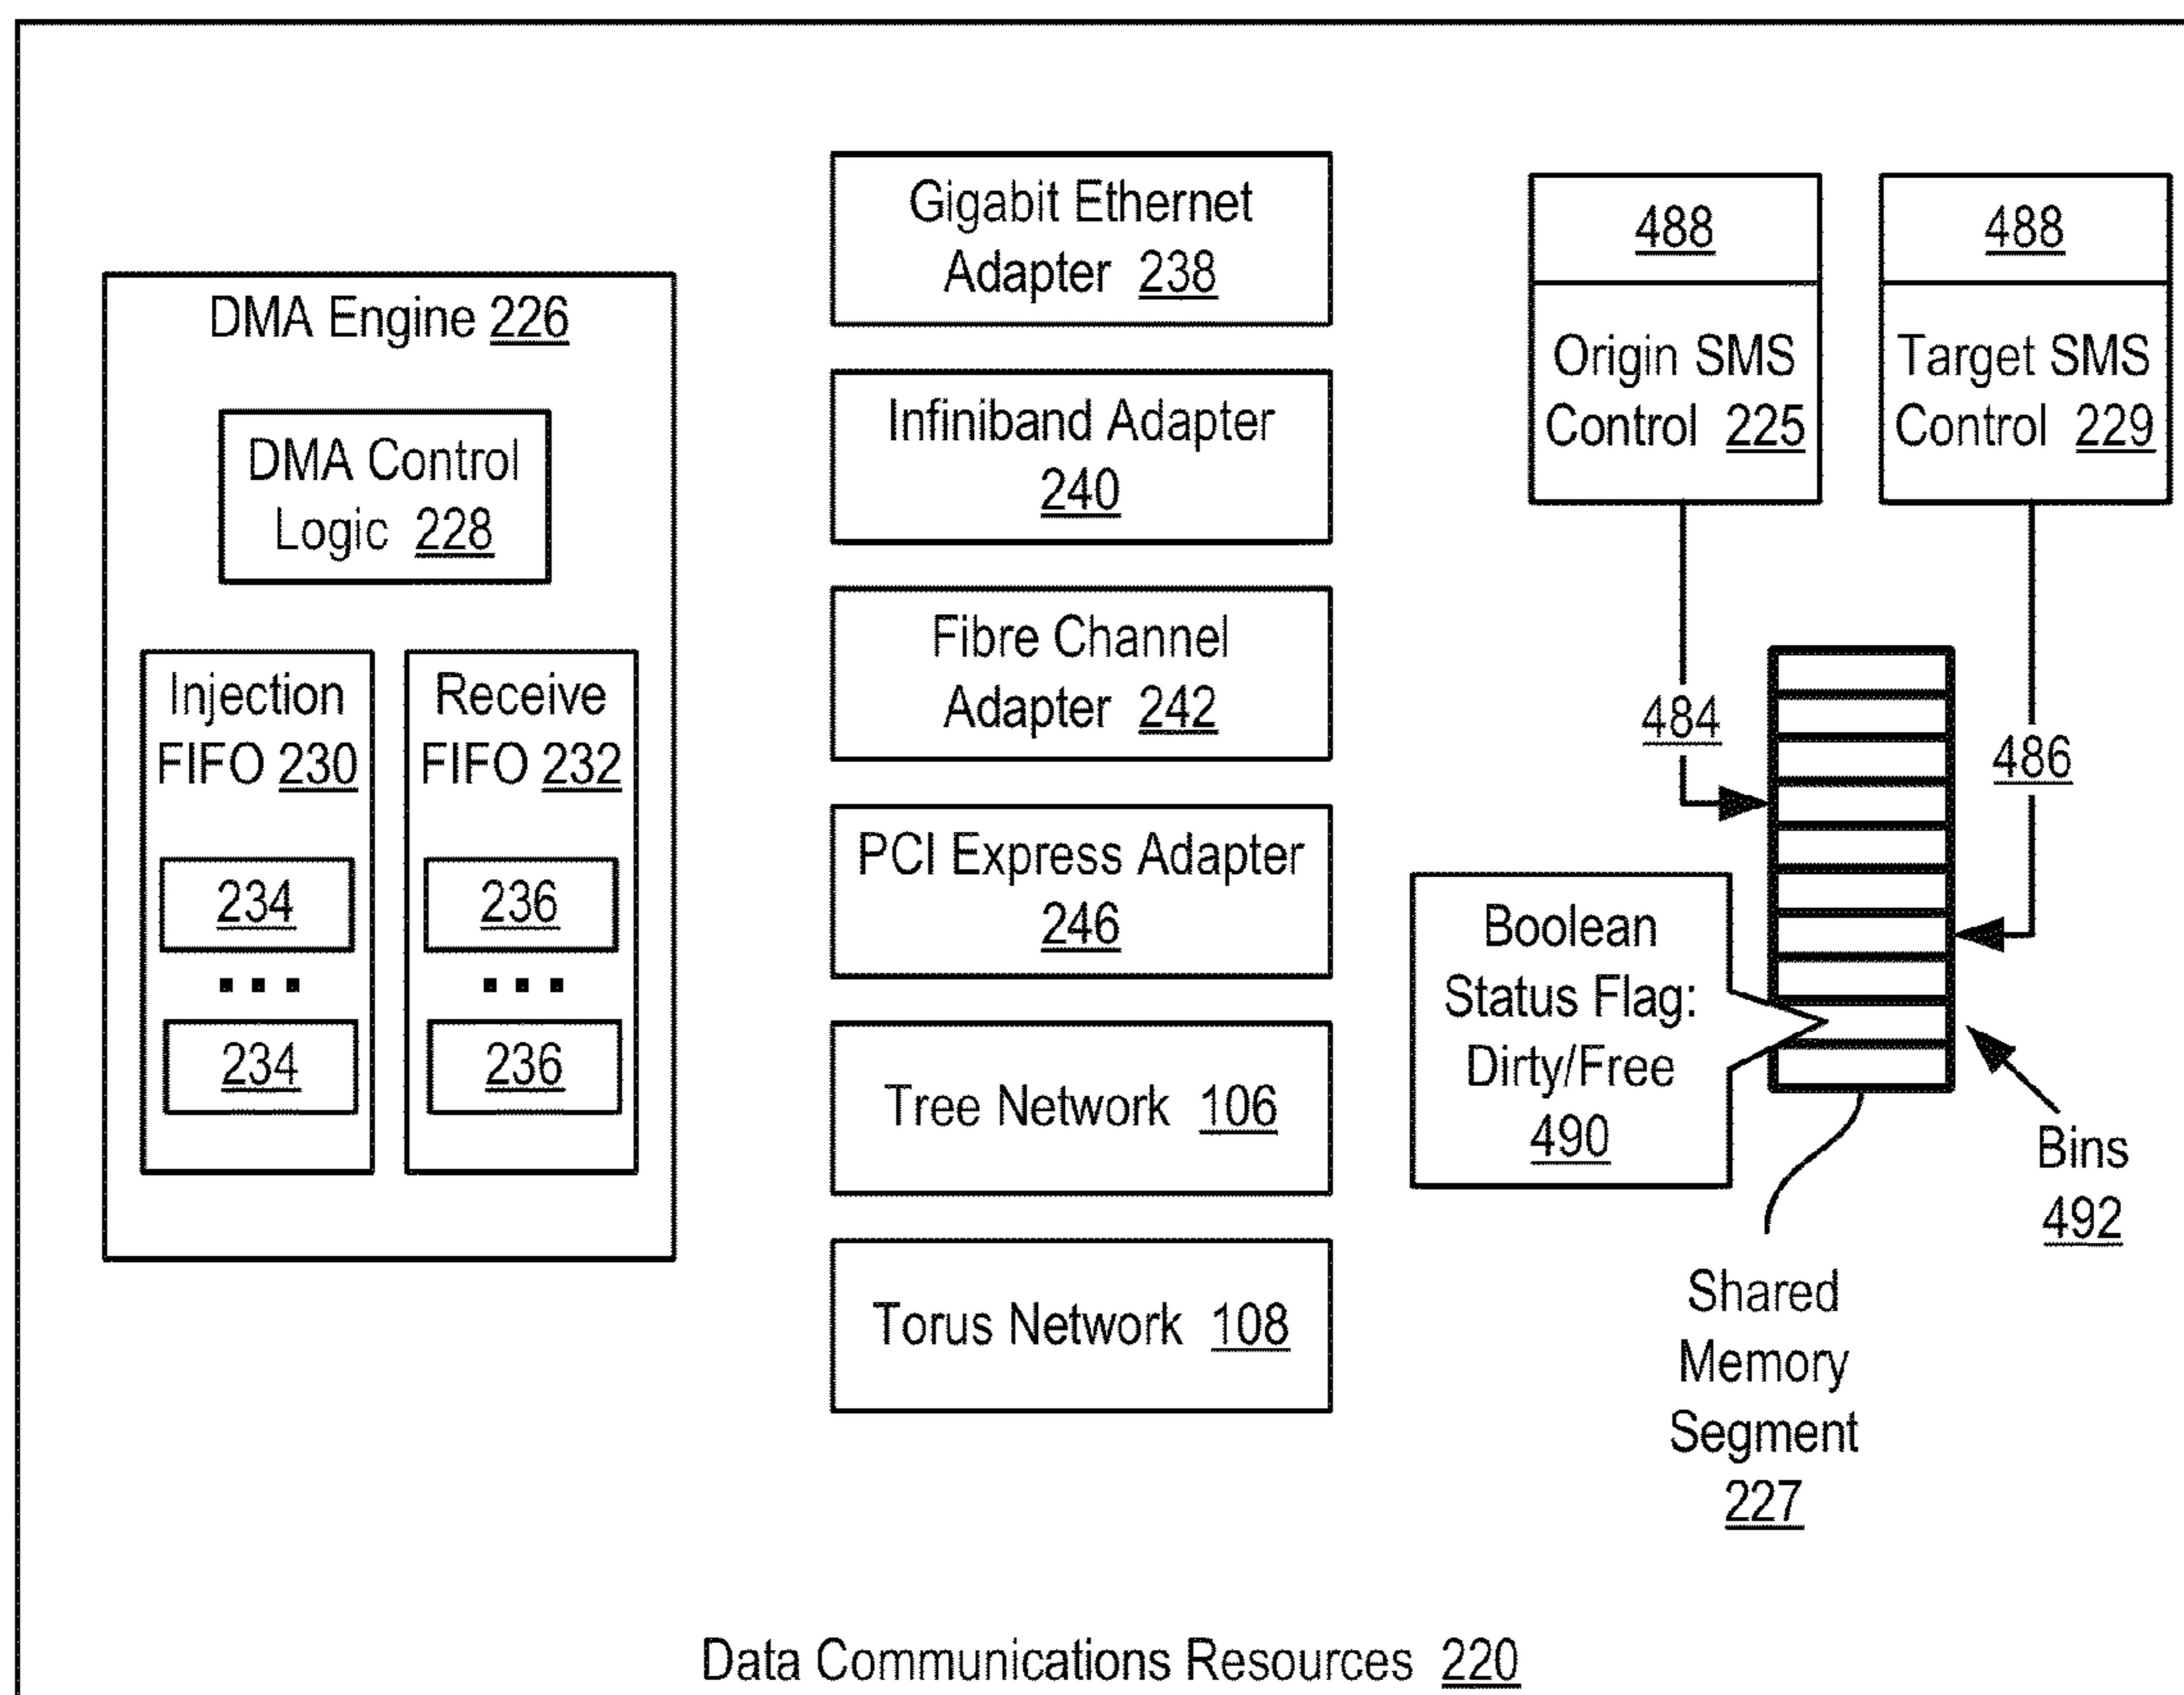 DMA Engine 226
DMA Control
Logic 228
Injection
FIFO 230
234
...
234
Receive
FIFO 232
236
...
236
Gigabit Ethernet
Adapter 238
Infiniband Adapter
240
Fibre Channel
Adapter 242
PCI Express Adapter
246
Tree Network 106
Torus Network 108
488
Origin SMS
Control 225
488
Target SMS
Control 229
484
486
Boolean
Status Flag:
Dirty/Free
490
Bins
492
Shared
Memory
Segment
227
Data Communications Resources 220